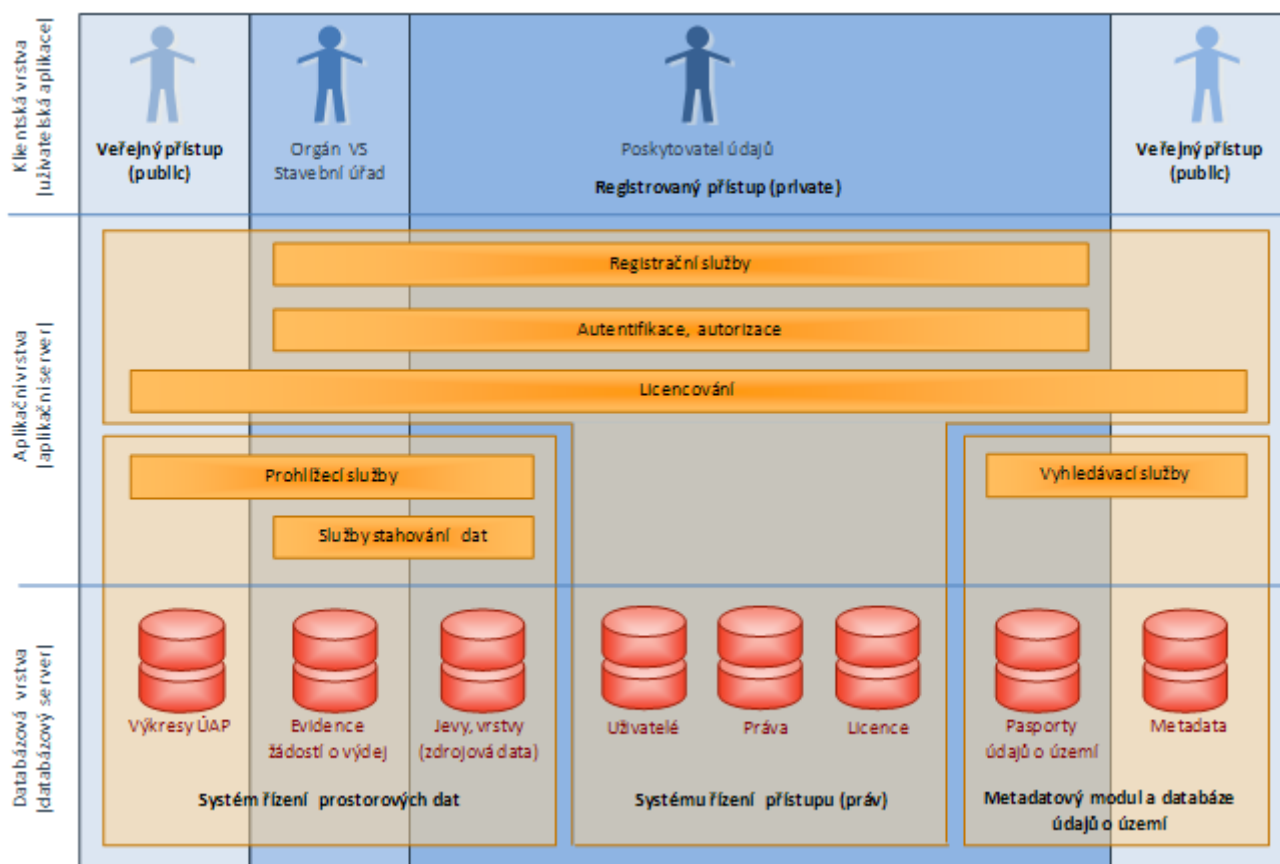 Klientská vrstva
|uživatelská aplikace|
Veřejný přístup
(public)
Orgán VS
Stavební úřad
Poskytovatel údajů
Registrovaný přístup (private)
Veřejný přístup
(public)
Aplikační vrstva
|aplikační server|
Registrační služby
Autentifikace, autorizace
Licencování
Prohlížecí služby
Služby stahování dat
Vyhledávací služby
Databázová vrstva
|databázový server|
Výkresy ÚAP
Evidence
žádostí o výdej
Jevy, vrstvy
(zdrojová data)
Uživatelé
Práva
Licence
Pasporty
údajů o území
Metadata
Systém řízení prostorových dat
Systému řízení přístupu (práv)
Metadatový modul a databáze
údajů o území